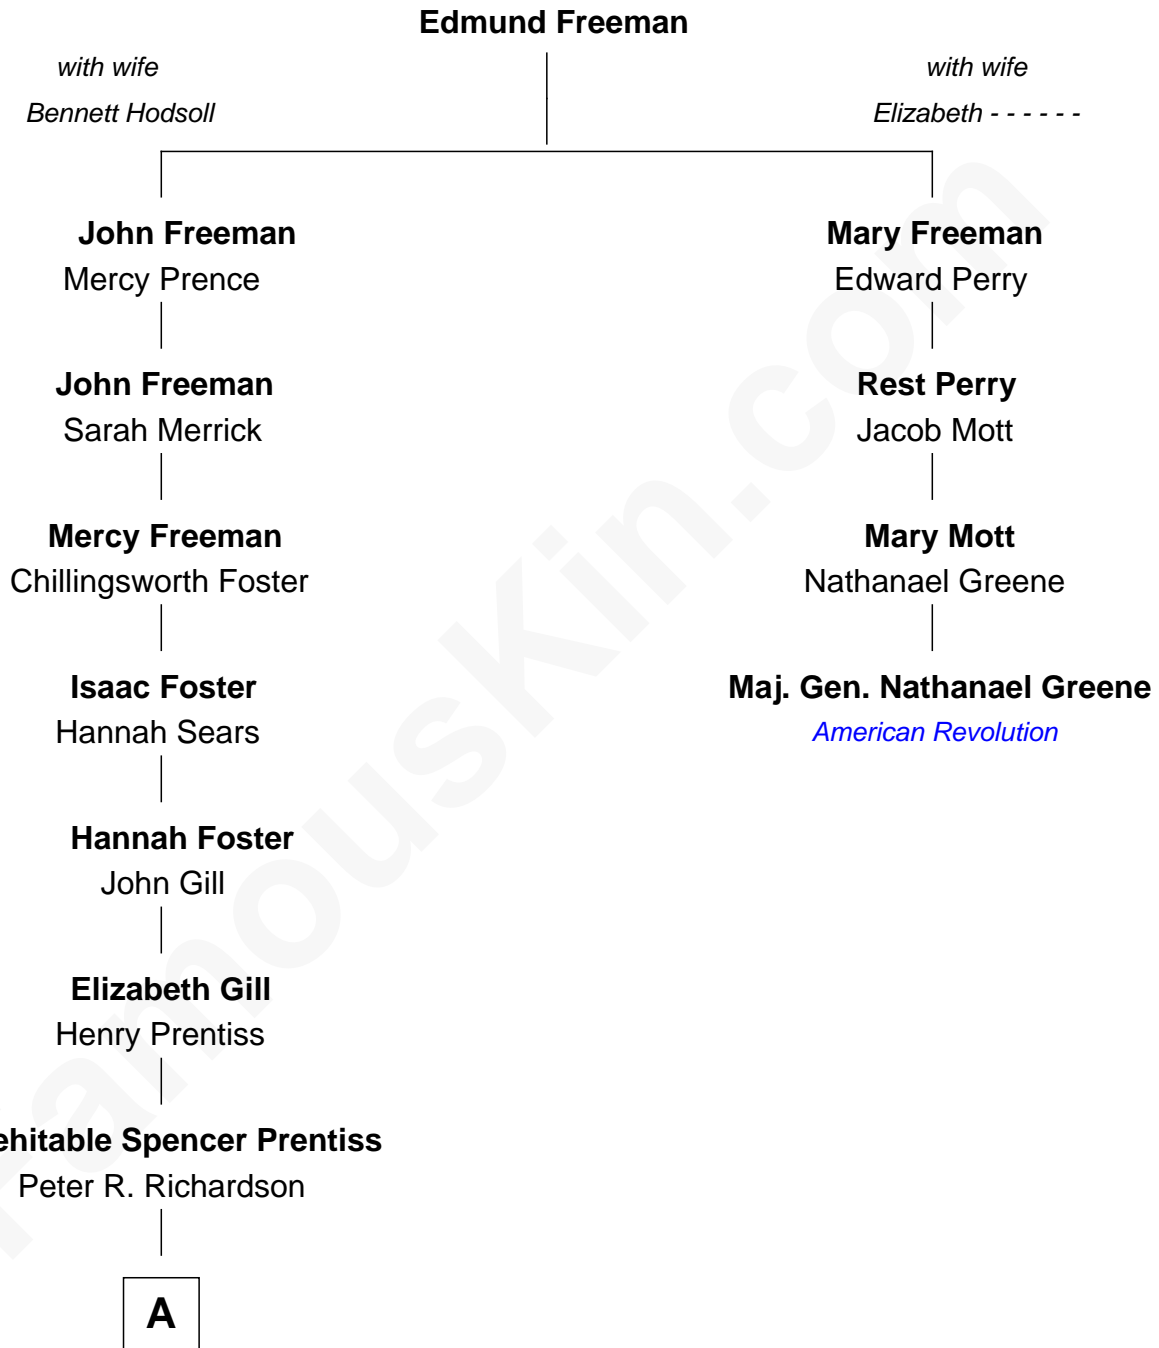 Edmund Freeman
with wife
Bennett Hodsoll
with wife
Elizabeth - - - - - -
John Freeman
Mercy Prence
Mary Freeman
Edward Perry
John Freeman
Sarah Merrick
Rest Perry
Jacob Mott
Mercy Freeman
Chillingsworth Foster
Mary Mott
Nathanael Greene
Isaac Foster
Hannah Sears
Maj. Gen. Nathanael Greene
American Revolution
Hannah Foster
John Gill
Elizabeth Gill
Henry Prentiss
Spencer Prentiss
Peter R. Richardson
A
FamousKin.com